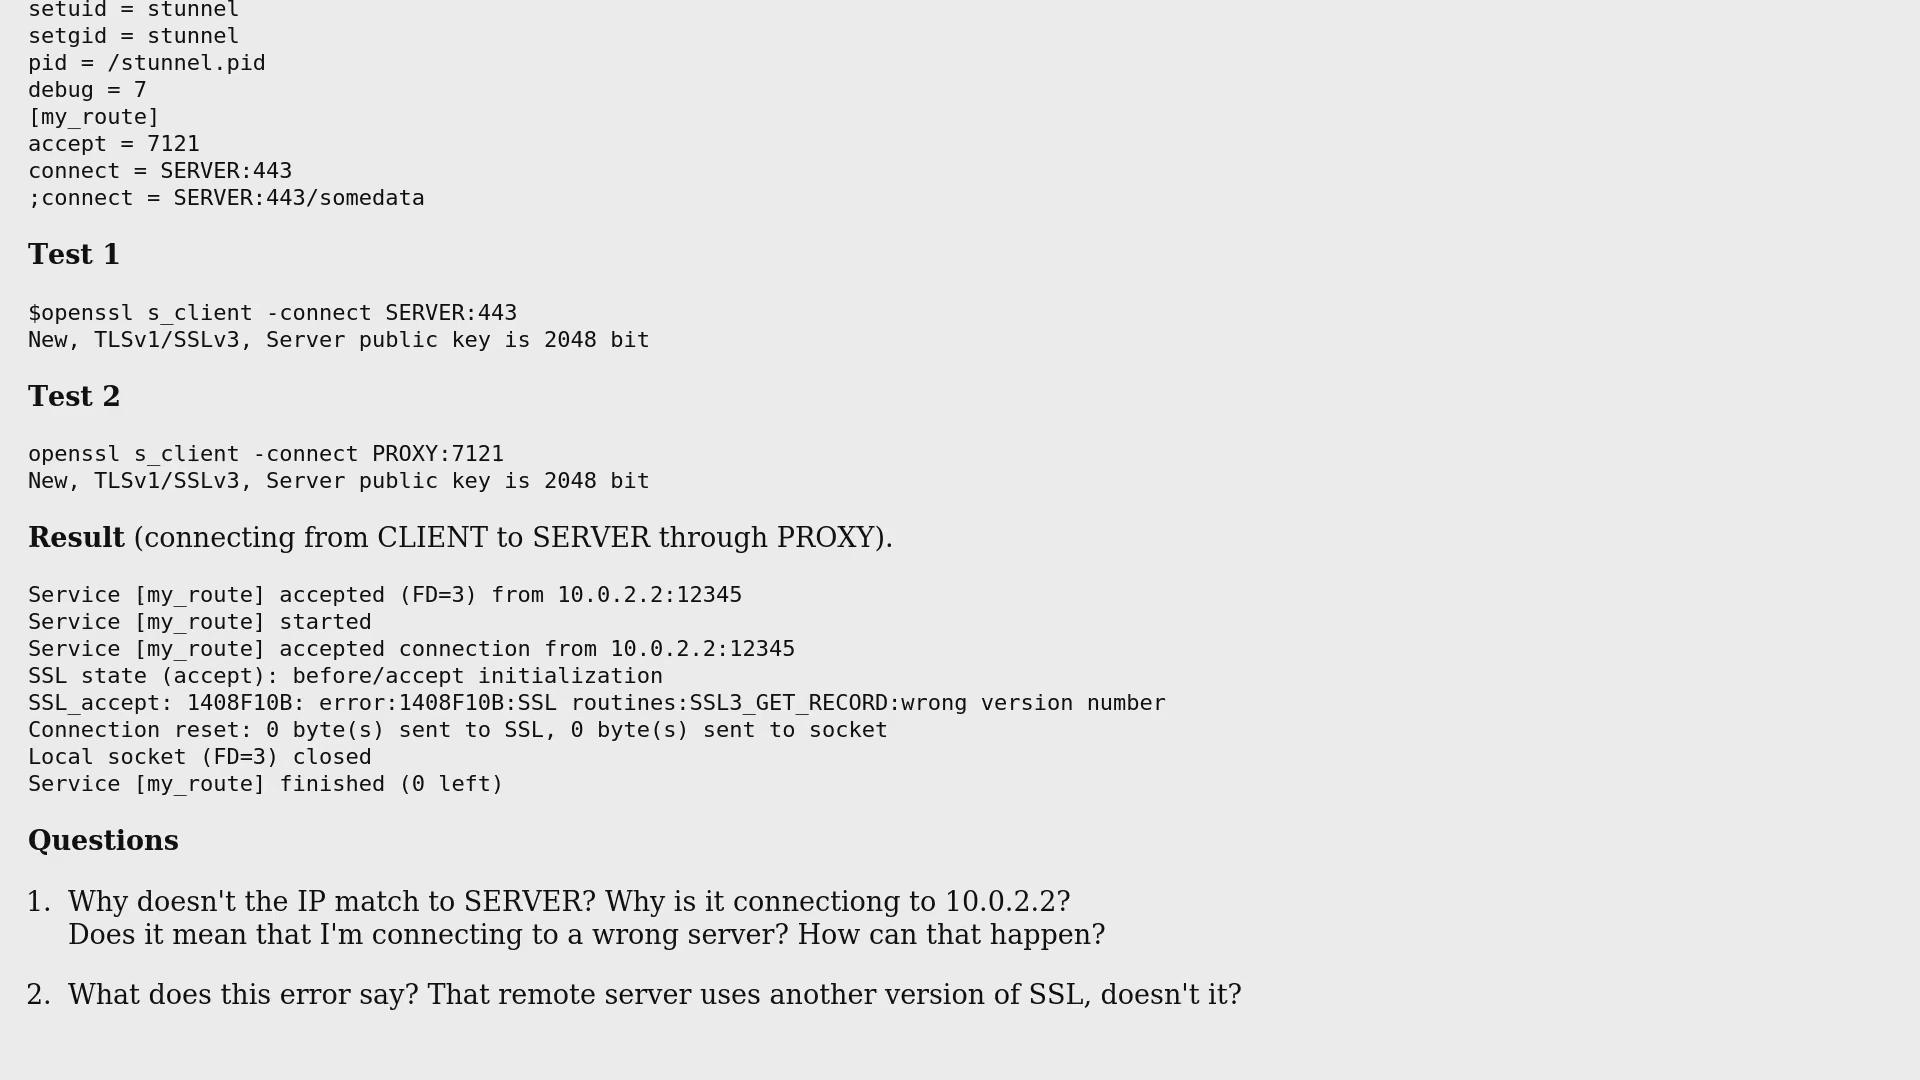 setuid = stunnel
setgid = stunnel
pid = /stunnel.pid
debug = 7
[my_route]
accept = 7121
connect = SERVER:443
;connect = SERVER:443/somedata
Test 1
$openssl s_client -connect SERVER:443
New, TLSv1/SSLv3, Server public key is 2048 bit
Test 2
openssl s_client -connect PROXY:7121
New, TLSv1/SSLv3, Server public key is 2048 bit
Result (connecting from CLIENT to SERVER through PROXY).
Service [my_route] accepted (FD=3) from 10.0.2.2:12345
Service [my_route] started
Service [my_route] accepted connection from 10.0.2.2:12345
SSL state (accept): before/accept initialization
SSL_accept: 1408F10B: error:1408F10B:SSL routines:SSL3_GET_RECORD:wrong version number
Connection reset: 0 byte(s) sent to SSL, 0 byte(s) sent to socket
Local socket (FD=3) closed
Service [my_route] finished (0 left)
Questions
1. Why doesn't the IP match to SERVER? Why is it connectiong to 10.0.2.2?
Does it mean that I'm connecting to a wrong server? How can that happen?
2. What does this error say? That remote server uses another version of SSL, doesn't it?